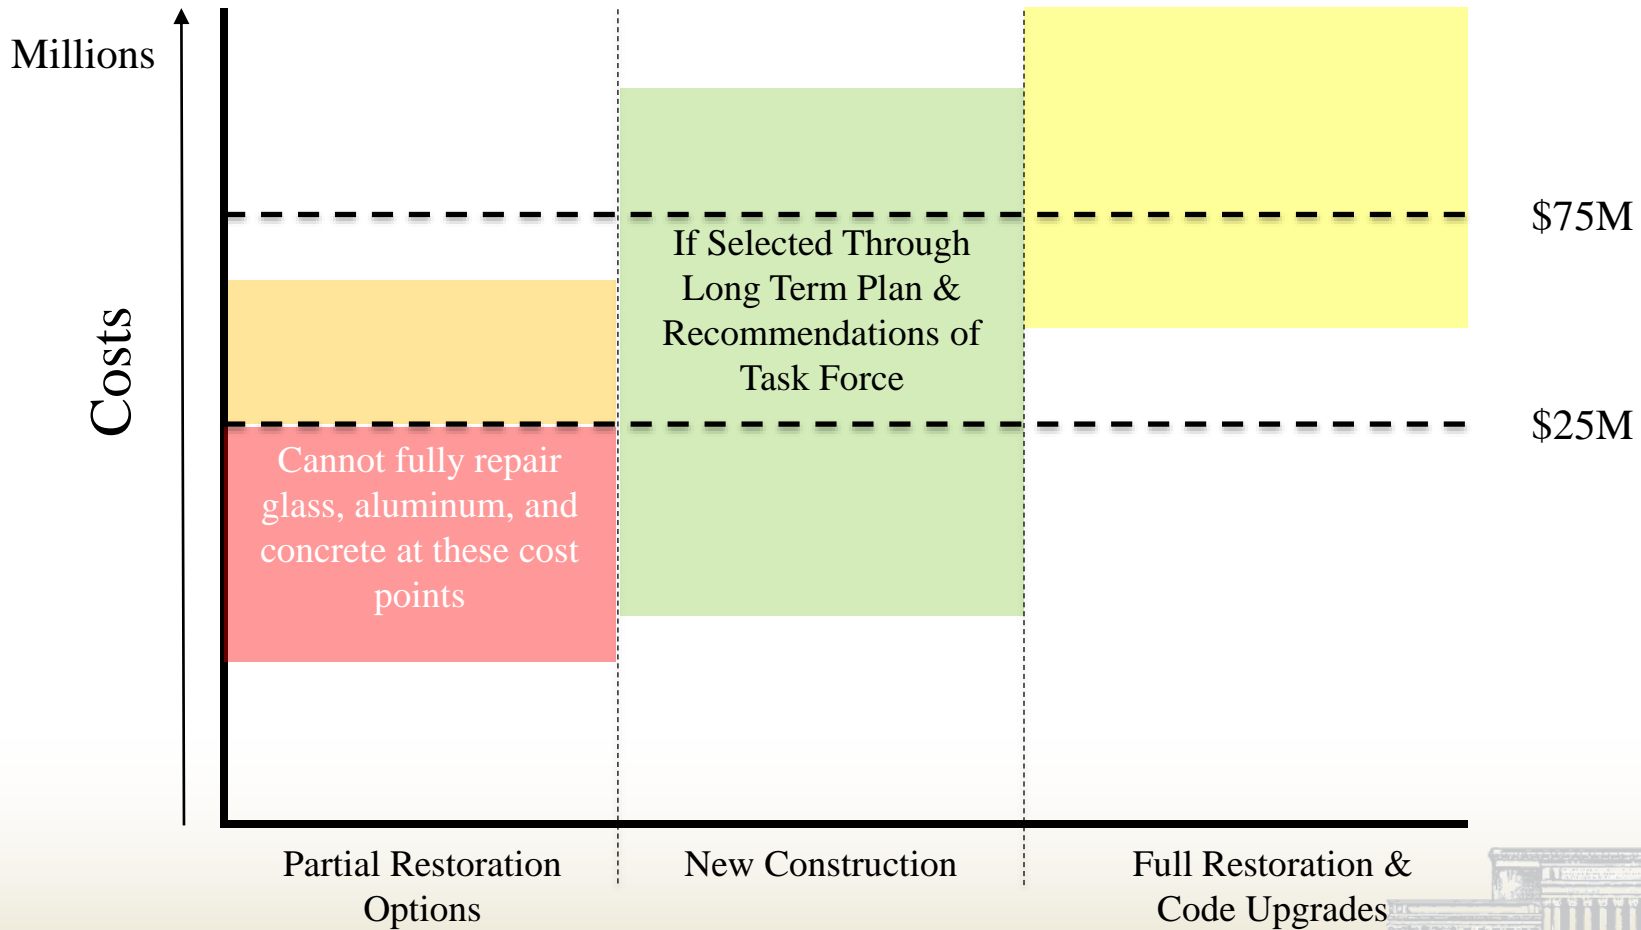 Millions
Costs
$75M
$25M
If Selected Through
Long Term Plan &
Recommendations of
Task Force
Cannot fully repair
glass, aluminum, and
concrete at these cost
points
Partial Restoration
Options
New Construction
Full Restoration &
Code Upgrades